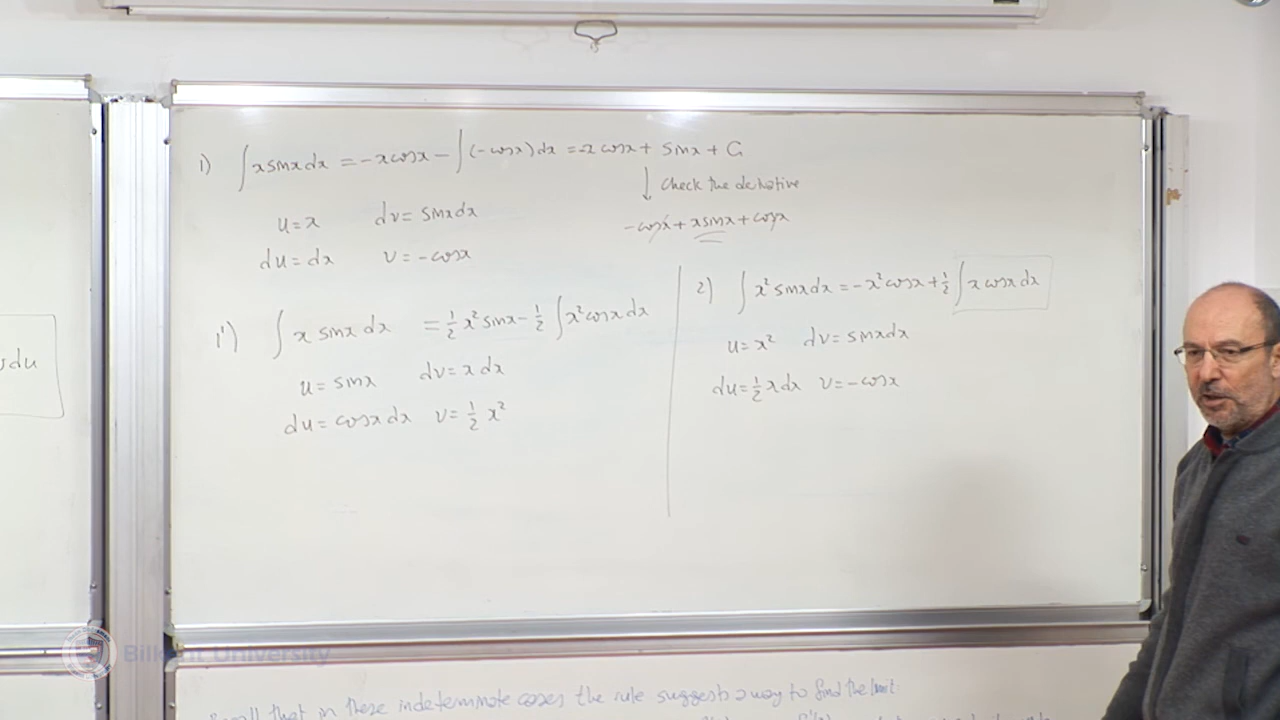 1) ∫ x sinx dx = -x cosx - ∫ (-cosx) dx = -x cosx + sinx + C
↓ check the derivative
u = x dv = sinx dx
-cosx + x sinx + cosx
du = dx v = -cosx
1') ∫ x sinx dx = 1/2 x² sinx - 1/2 ∫ x² cosx dx
u = sinx dv = x dx
du = cosx dx v = 1/2 x²
2) ∫ x² sinx dx = -x² cosx + 1/2 ∫ x cosx dx
u = x² dv = sinx dx
du = 1/2 x dx v = -cosx
du
Bilkent University
Recall that in these indeterminate cases the rule suggests a way to find the limit